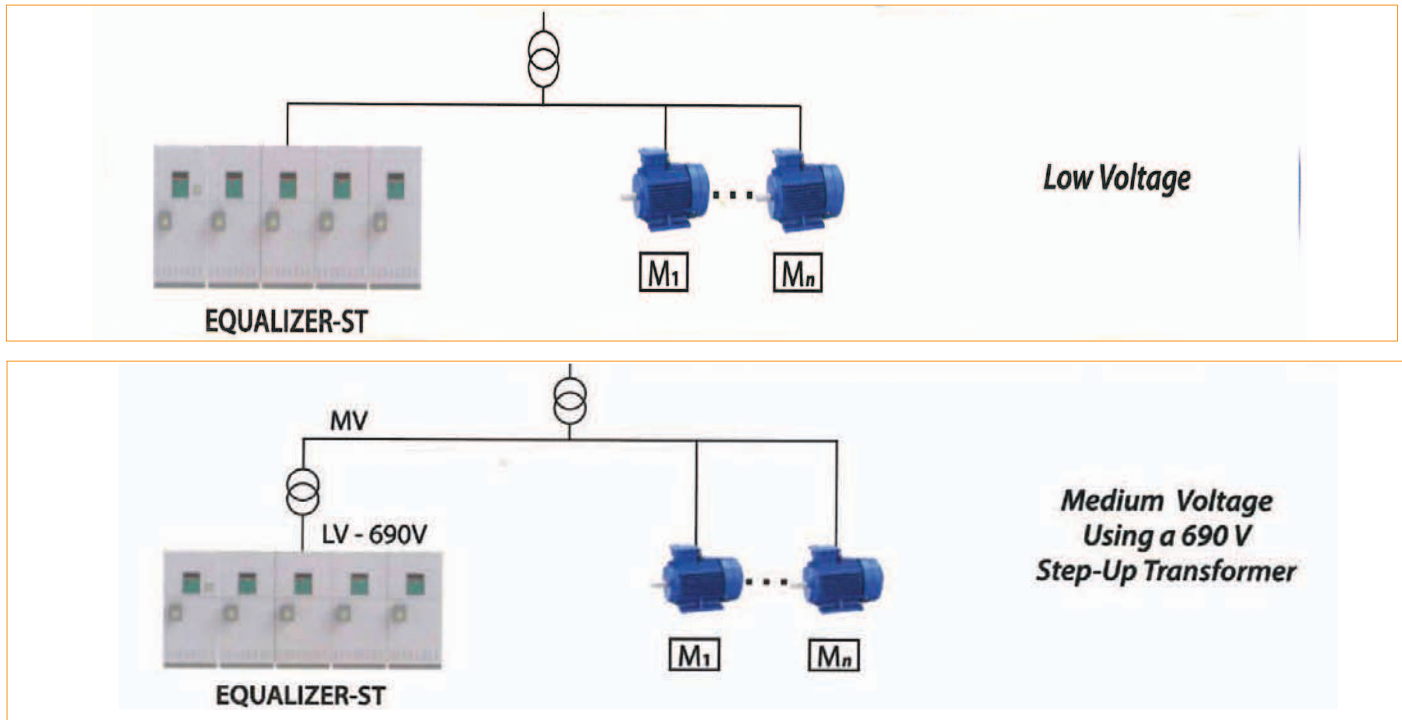 Low Voltage
M1
Mn
EQUALIZER-ST
MV
LV - 690V
Medium Voltage
Using a 690 V
Step-Up Transformer
M1
Mn
EQUALIZER-ST